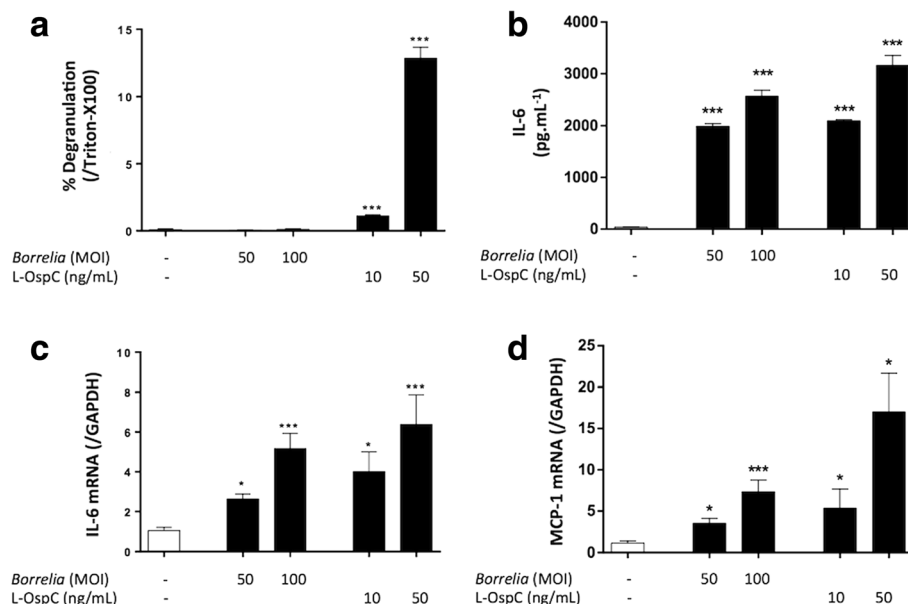 a
% Degranulation
(/Triton-X100)
15
10
5
0
***
***
Borrelia (MOI) - 50 100
L-OspC (ng/mL) - 10 50
b
IL-6
(pg.mL-1)
4000
3000
2000
1000
0
***
***
***
***
Borrelia (MOI) - 50 100
L-OspC (ng/mL) - 10 50
c
IL-6 mRNA (/GAPDH)
10
8
6
4
2
0
*
***
*
***
Borrelia (MOI) - 50 100
L-OspC (ng/mL) - 10 50
d
MCP-1 mRNA (/GAPDH)
25
20
15
10
5
0
*
***
*
*
Borrelia (MOI) - 50 100
L-OspC (ng/mL) - 10 50